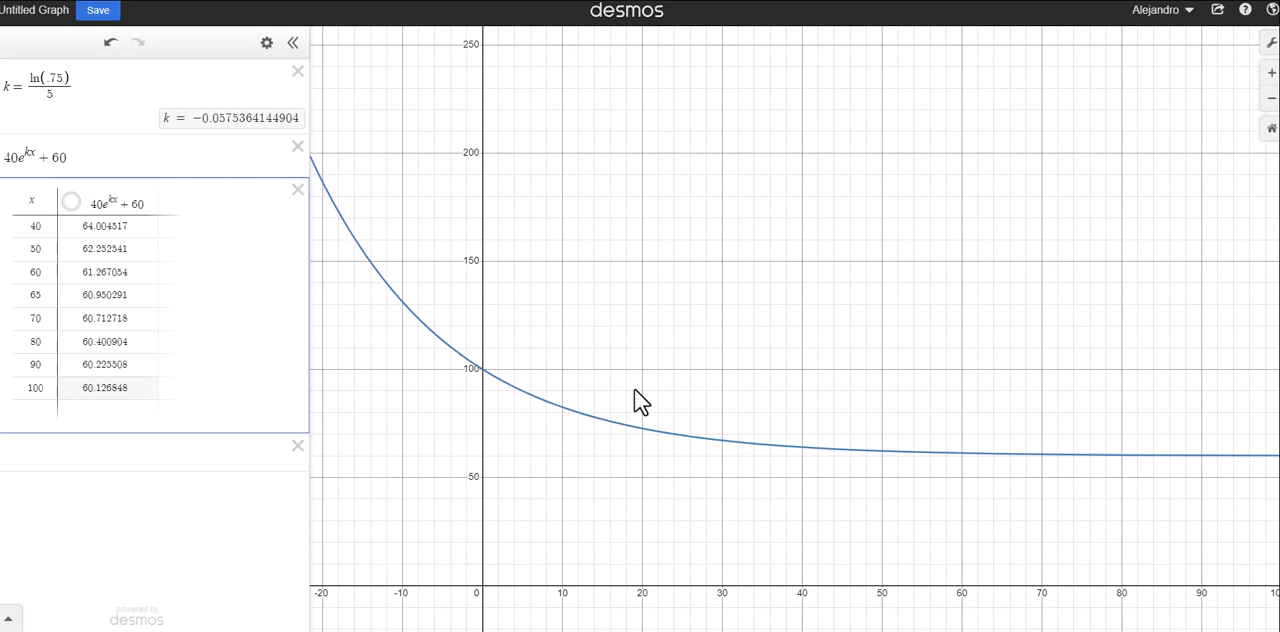 Untitled Graph Save desmos Alejandro
k = ln(.75)/5
k = −0.0575364144904
40e^{kx} + 60
x 40e^{kx} + 60
40 64.004517
50 62.252541
60 61.267054
65 60.950291
70 60.712718
80 60.400904
90 60.225508
100 60.126848
powered by
desmos
250
200
150
100
50
-20 -10 0 10 20 30 40 50 60 70 80 90